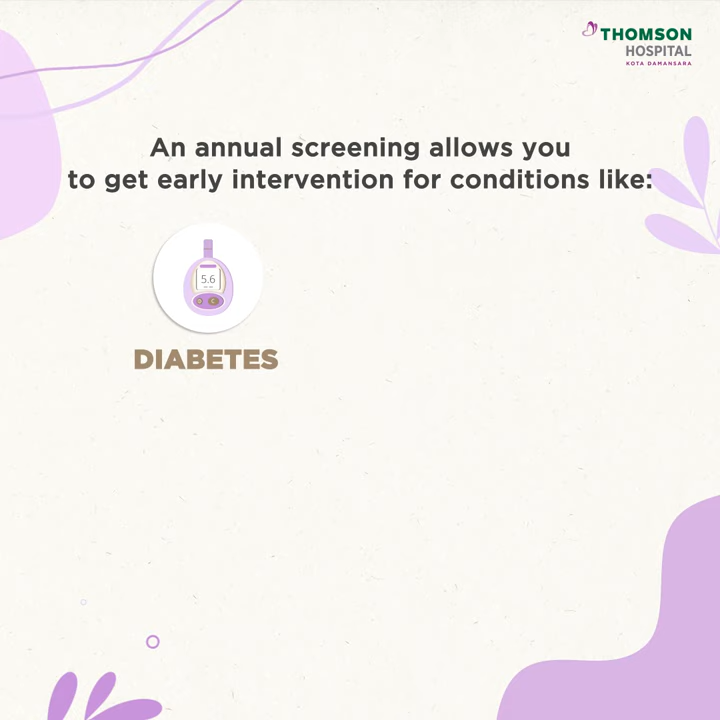 THOMSON
HOSPITAL
KOTA DAMANSARA
An annual screening allows you
to get early intervention for conditions like:
5.6
DIABETES